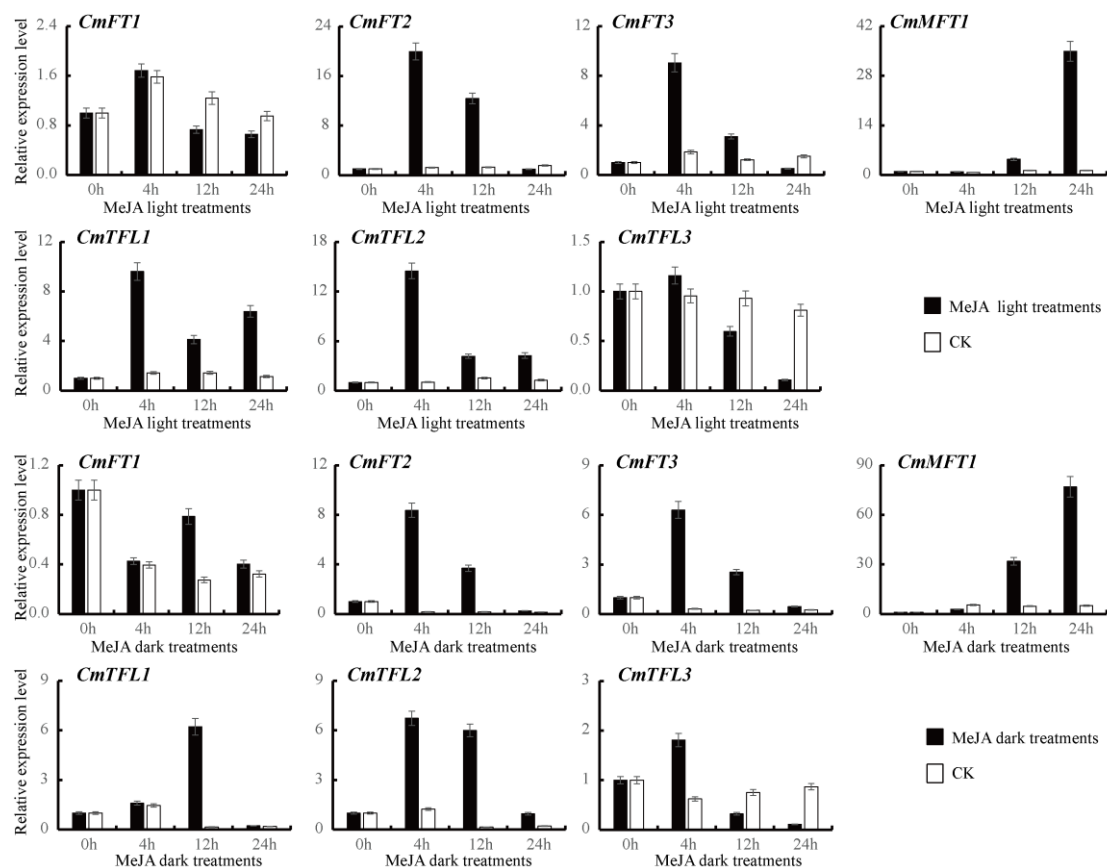 CmFT1 CmFT2 CmFT3 CmMFT1
Relative expression level
2.4 24 12 42
1.6 16 8 28
0.8 8 4 14
0.0 0 0 0
0h 4h 12h 24h 0h 4h 12h 24h 0h 4h 12h 24h 0h 4h 12h 24h
MeJA light treatments MeJA light treatments MeJA light treatments MeJA light treatments
CmTFL1 CmTFL2 CmTFL3
Relative expression level
12 18 1.5
8 12 1.0
4 6 0.5
0 0 0.0
0h 4h 12h 24h 0h 4h 12h 24h 0h 4h 12h 24h
MeJA light treatments MeJA light treatments MeJA light treatments
MeJA light treatments
CK
CmFT1 CmFT2 CmFT3 CmMFT1
Relative expression level
1.2 12 9 90
0.8 8 6 60
0.4 4 3 30
0.0 0 0 0
0h 4h 12h 24h 0h 4h 12h 24h 0h 4h 12h 24h 0h 4h 12h 24h
MeJA dark treatments MeJA dark treatments MeJA dark treatments MeJA dark treatments
CmTFL1 CmTFL2 CmTFL3
Relative expression level
9 9 3
6 6 2
3 3 1
0 0 0
0h 4h 12h 24h 0h 4h 12h 24h 0h 4h 12h 24h
MeJA dark treatments MeJA dark treatments MeJA dark treatments
MeJA dark treatments
CK